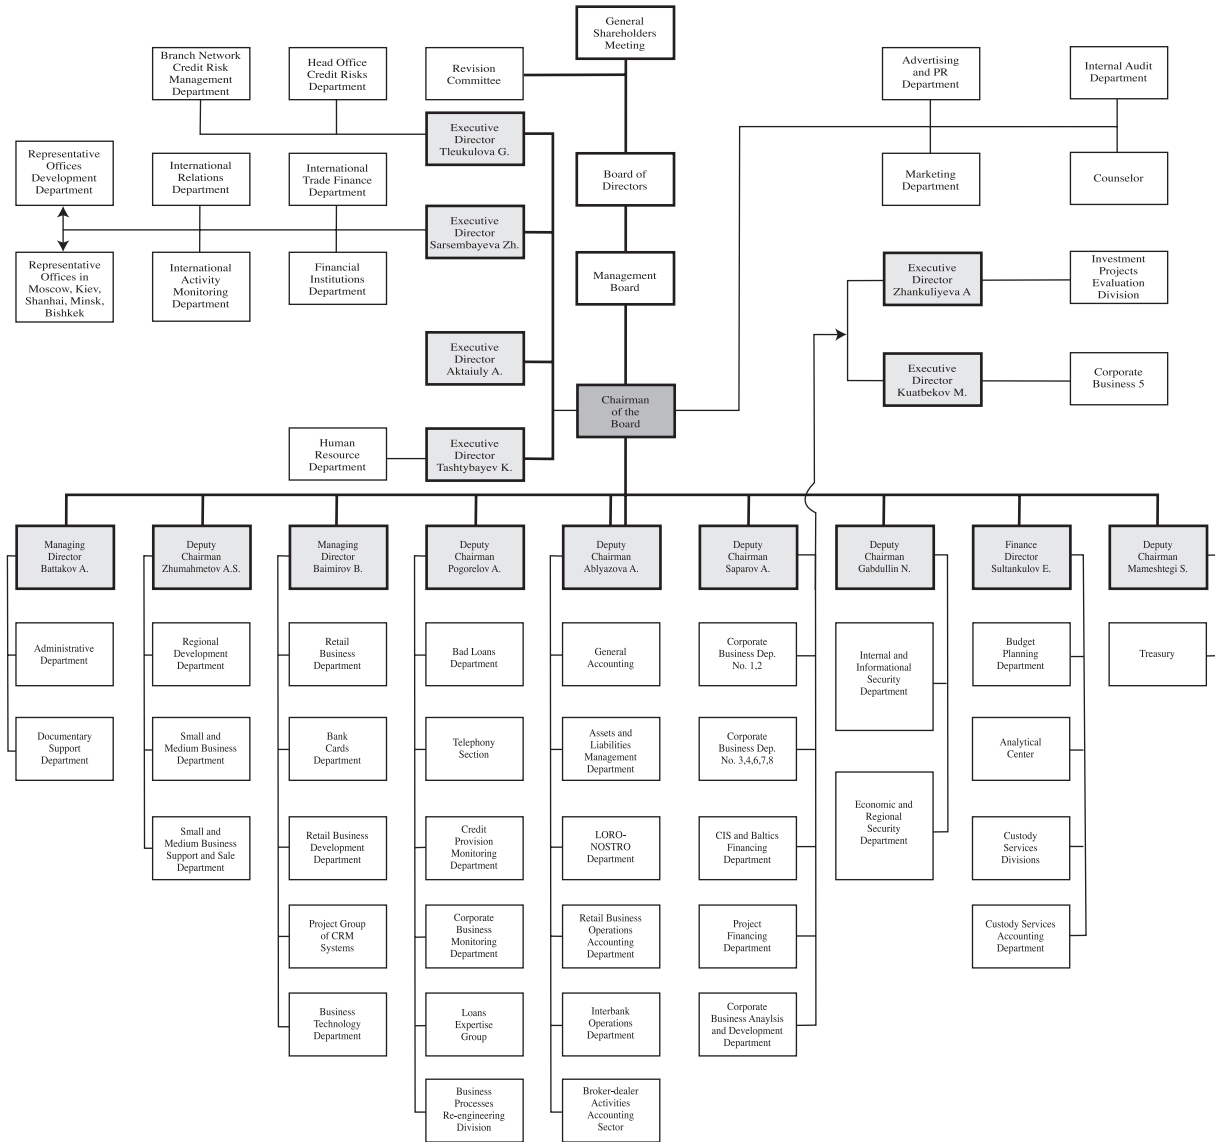 General
Shareholders
Meeting
Branch Network
Credit Risk
Management
Department
Head Office
Credit Risks
Department
Revision
Committee
Advertising
and PR
Department
Internal Audit
Department
Executive
Director
Tleukulova G.
Representative
Offices
Development
Department
International
Relations
Department
International
Trade Finance
Department
Board of
Directors
Marketing
Department
Counselor
Executive
Director
Sarsembayeva Zh.
Representative
Offices in
Moscow, Kiev,
Shanhai, Minsk,
Bishkek
International
Activity
Monitoring
Department
Financial
Institutions
Department
Management
Board
Executive
Director
Zhankuliyeva A
Investment
Projects
Evaluation
Division
Executive
Director
Aktaiuly A.
Executive
Director
Kuatbekov M.
Corporate
Business 5
Chairman
of the
Board
Human
Resource
Department
Executive
Director
Tashtybayev K.
Managing
Director
Battakov A.
Deputy
Chairman
Zhumahmetov A.S.
Managing
Director
Baimirov B.
Deputy
Chairman
Pogorelov A.
Deputy
Chairman
Ablyazova A.
Deputy
Chairman
Saparov A.
Deputy
Chairman
Gabdullin N.
Finance
Director
Sultankulov E.
Deputy
Chairman
Mameshtegi S.
Administrative
Department
Regional
Development
Department
Retail
Business
Department
Bad Loans
Department
General
Accounting
Corporate
Business Dep.
No. 1,2
Internal and
Informational
Security
Department
Budget
Planning
Department
Treasury
Documentary
Support
Department
Small and
Medium Business
Department
Bank
Cards
Department
Telephony
Section
Assets and
Liabilities
Management
Department
Corporate
Business Dep.
No. 3,4,6,7,8
Analytical
Center
Economic and
Regional
Security
Department
Small and
Medium Business
Support and Sale
Department
Retail Business
Development
Department
Credit
Provision
Monitoring
Department
LORO-
NOSTRO
Department
CIS and Baltics
Financing
Department
Custody
Services
Divisions
Project Group
of CRM
Systems
Corporate
Business
Monitoring
Department
Retail Business
Operations
Accounting
Department
Project
Financing
Department
Custody Services
Accounting
Department
Business
Technology
Department
Loans
Expertise
Group
Interbank
Operations
Department
Corporate
Business Anaylsis
and Development
Department
Business
Processes
Re-engineering
Division
Broker-dealer
Activities
Accounting
Sector